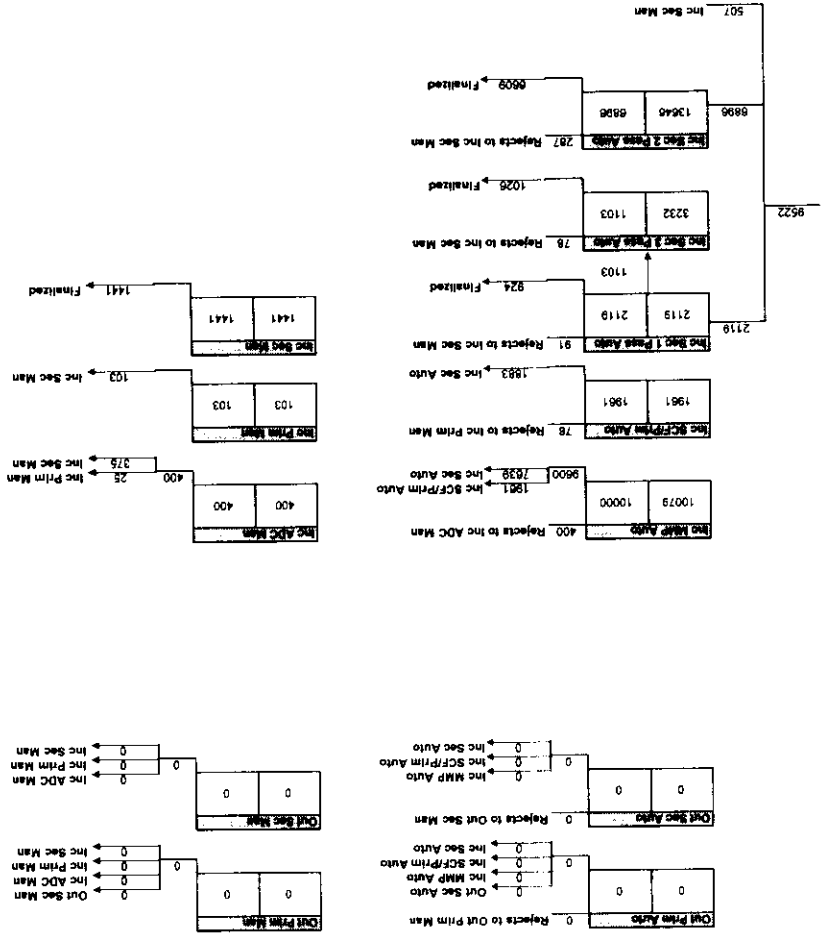 Out Prim Auto
0 0
0 Rejects to Out Prim Man
0
0 Out Sec Auto
0 Inc MMP Auto
0 Inc SCF/Prim Auto
0 Inc Sec Auto
Out Prim Man
0 0
0
0 Out Sec Man
0 Inc ADC Man
0 Inc Prim Man
0 Inc Sec Man
Out Sec Auto
0 0
0 Rejects to Out Sec Man
0
0 Inc MMP Auto
0 Inc SCF/Prim Auto
0 Inc Sec Auto
Out Sec Man
0 0
0
0 Inc ADC Man
0 Inc Prim Man
0 Inc Sec Man
Inc MMP Auto
10079 10000
400 Rejects to Inc ADC Man
9600
1961 Inc SCF/Prim Auto
7639 Inc Sec Auto
Inc ADC Man
400 400
400
25 Inc Prim Man
375 Inc Sec Man
Inc SCF/Prim Auto
1961 1961
78 Rejects to Inc Prim Man
1883 Inc Sec Auto
Inc Prim Man
103 103
103 Inc Sec Man
2119
Inc Sec 1 Pass Auto
2119 2119
91 Rejects to Inc Sec Man
924 Finalized
Inc Sec Man
1441 1441
1441 Finalized
1103
9522
Inc Sec 3 Pass Auto
3232 1103
78 Rejects to Inc Sec Man
1026 Finalized
6896
Inc Sec 2 Pass Auto
13646 6896
287 Rejects to Inc Sec Man
6609 Finalized
507 Inc Sec Man